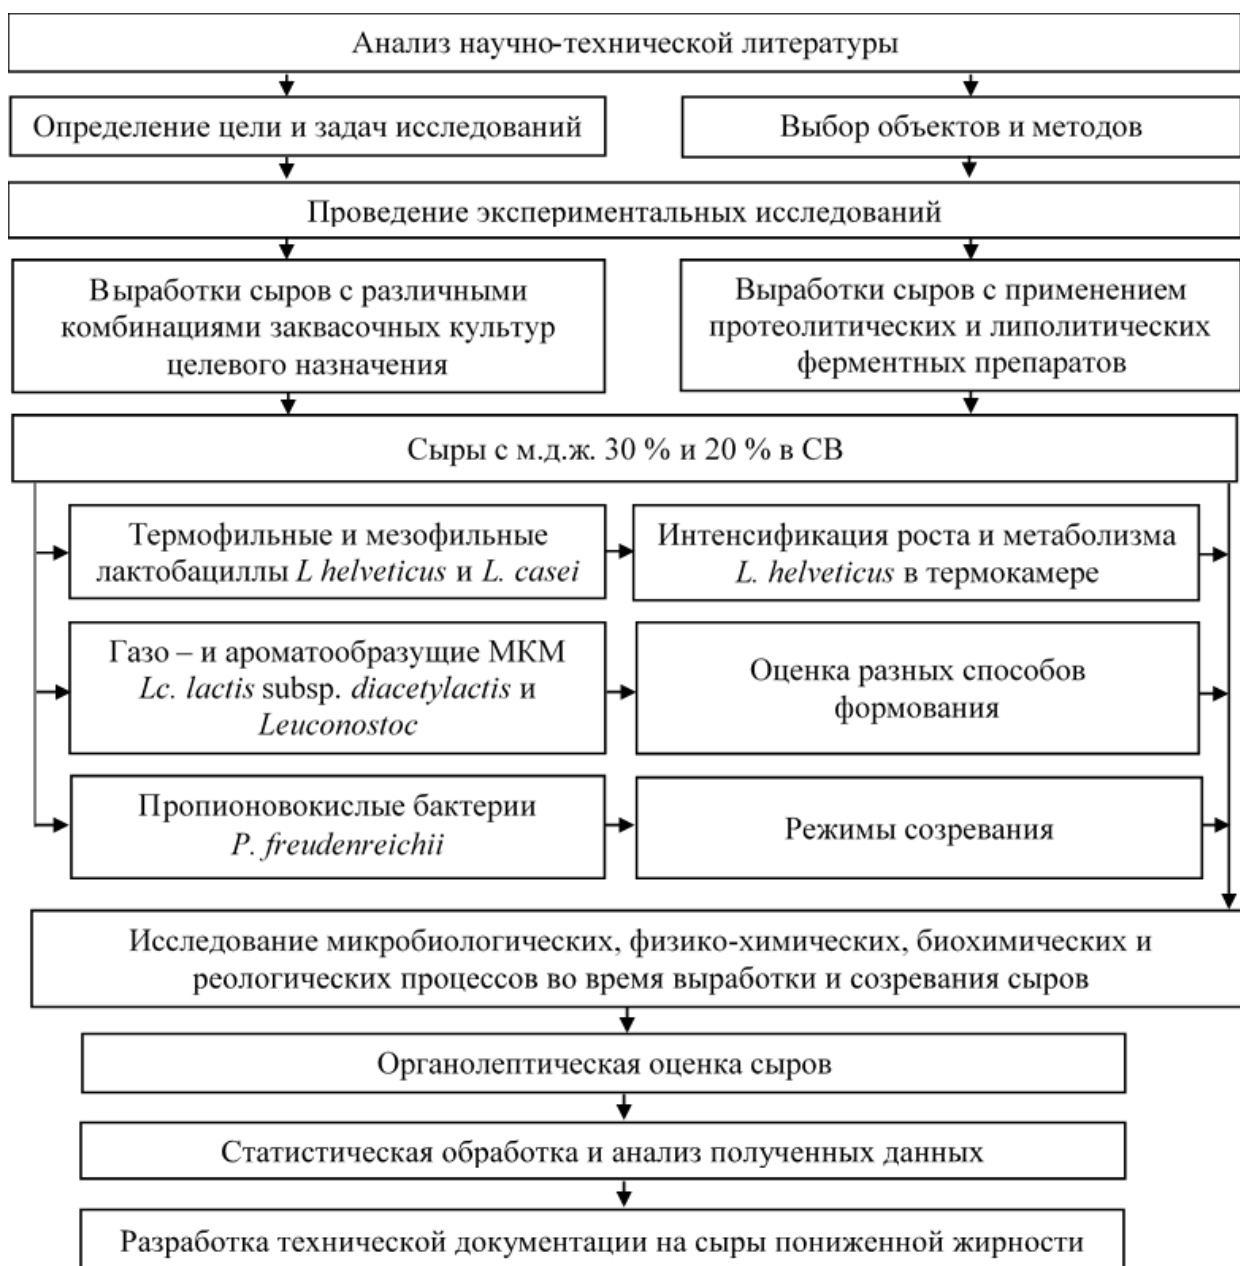 Анализ научно-технической литературы
Определение цели и задач исследований
Выбор объектов и методов
Проведение экспериментальных исследований
Выработки сыров с различными
комбинациями заквасочных культур
целевого назначения
Выработки сыров с применением
протеолитических и липолитических
ферментных препаратов
Сыры с м.д.ж. 30 % и 20 % в СВ
Термофильные и мезофильные
лактобациллы L helveticus и L. casei
Интенсификация роста и метаболизма
L. helveticus в термокамере
Газо – и ароматообразущие МКМ
Lc. lactis subsp. diacetylactis и
Leuconostoc
Оценка разных способов
формования
Пропионовокислые бактерии
P. freudenreichii
Режимы созревания
Исследование микробиологических, физико-химических, биохимических и
реологических процессов во время выработки и созревания сыров
Органолептическая оценка сыров
Статистическая обработка и анализ полученных данных
Разработка технической документации на сыры пониженной жирности